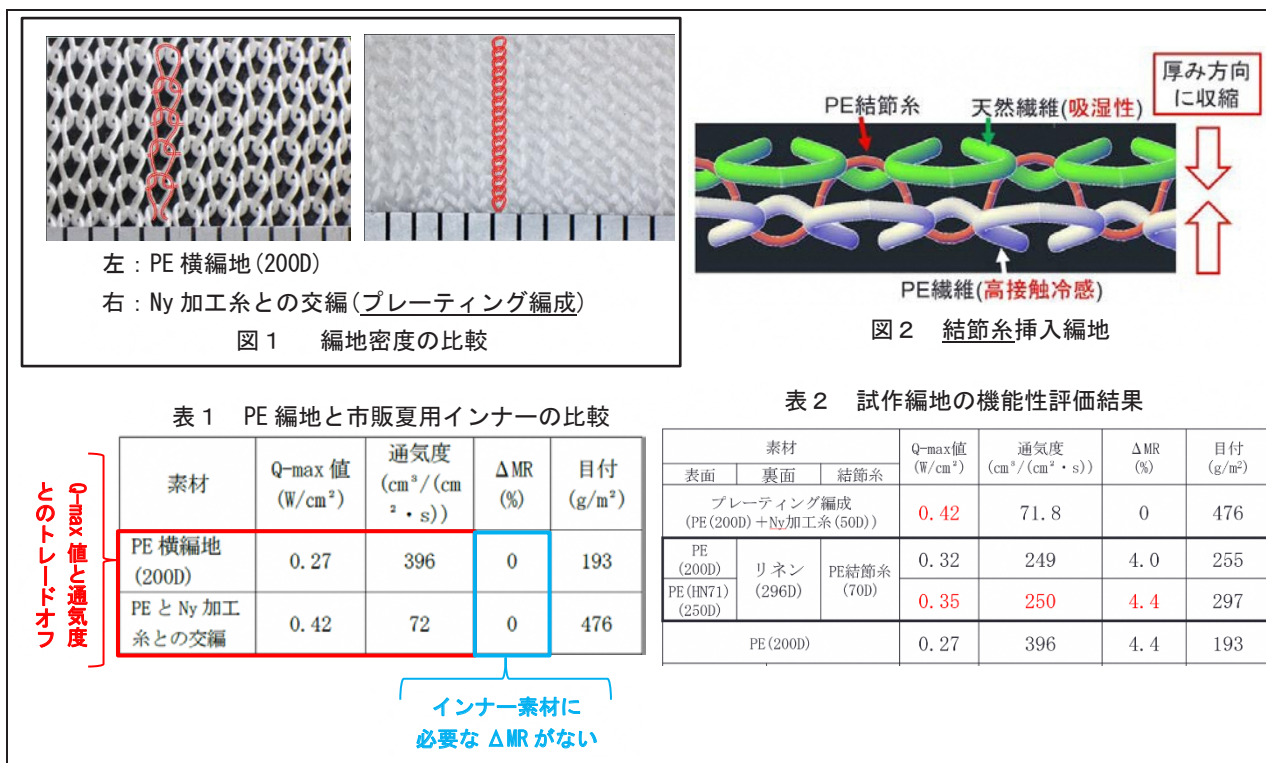 左：PE 横編地(200D)
右：Ny 加工糸との交編(プレーティング編成)
図１　編地密度の比較
PE結節糸
天然繊維(吸湿性)
厚み方向
に収縮
PE繊維(高接触冷感)
図２　結節糸挿入編地
表１　PE 編地と市販夏用インナーの比較
素材
Q-max 値
(W/cm²)
通気度
(cm³/(cm
²・s))
ΔMR
(%)
目付
(g/m²)
PE 横編地
(200D)
0.27
396
0
193
PE と Ny 加工
糸との交編
0.42
72
0
476
Q-max 値と通気度
とのトレードオフ
インナー素材に
必要な ΔMR がない
表２　試作編地の機能性評価結果
素材
Q-max値
(W/cm²)
通気度
(cm³/(cm²・s))
ΔMR
(%)
目付
(g/m²)
表面
裏面
結節糸
プレーティング編成
(PE(200D)＋Ny加工糸(50D))
0.42
71.8
0
476
PE
(200D)
リネン
(296D)
PE結節糸
(70D)
0.32
249
4.0
255
PE(HN71)
(250D)
0.35
250
4.4
297
PE(200D)
0.27
396
4.4
193